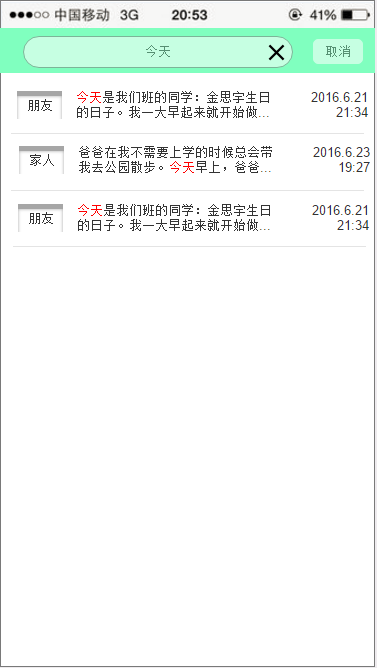 中国移动 3G 20:53 41%
今天 取消
朋友
今天是我们班的同学：金思宇生日
的日子。我一大早起来就开始做...
2016.6.21
21:34
家人
爸爸在我不需要上学的时候总会带
我去公园散步。今天早上，爸爸...
2016.6.23
19:27
朋友
今天是我们班的同学：金思宇生日
的日子。我一大早起来就开始做...
2016.6.21
21:34